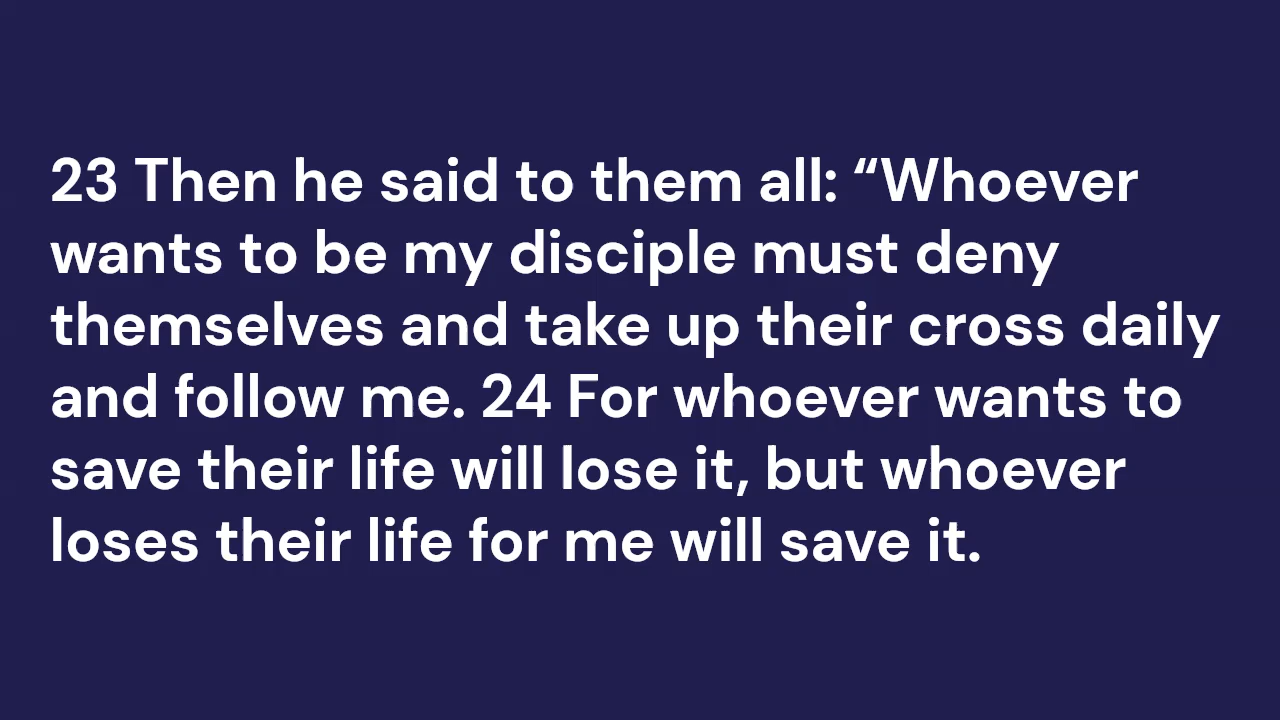 23 Then he said to them all: “Whoever
wants to be my disciple must deny
themselves and take up their cross daily
and follow me. 24 For whoever wants to
save their life will lose it, but whoever
loses their life for me will save it.